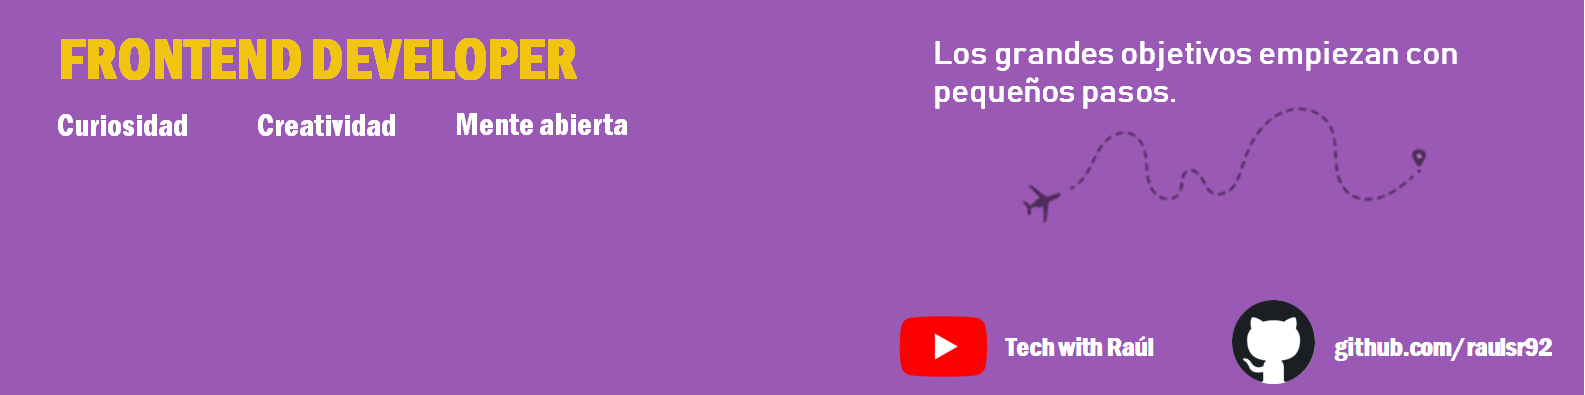 FRONTEND DEVELOPER
Curiosidad Creatividad Mente abierta
Los grandes objetivos empiezan con
pequeños pasos.
Tech with Raúl
github.com/raulsr92